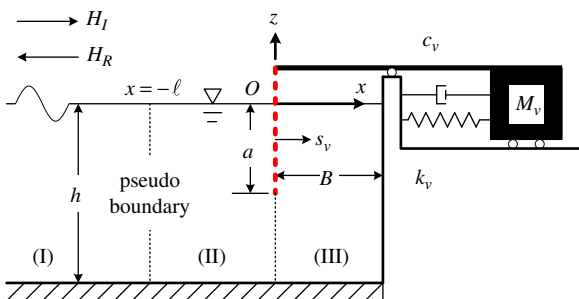 H_I
H_R
z
c_v
x = −ℓ
O
x
M_v
a
s_v
h
pseudo
boundary
B
k_v
(I)
(II)
(III)